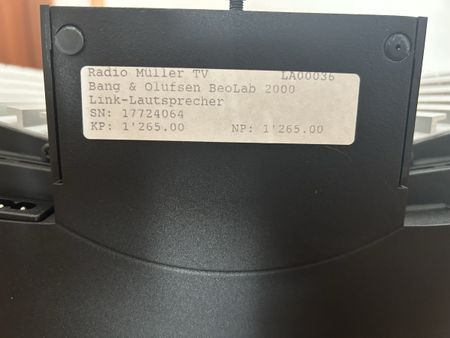 Radio Müller TV LA00036
Bang & Olufsen BeoLab 2000
Link-Lautsprecher
SN: 17724064
KP: 1'265.00 NP: 1'265.00